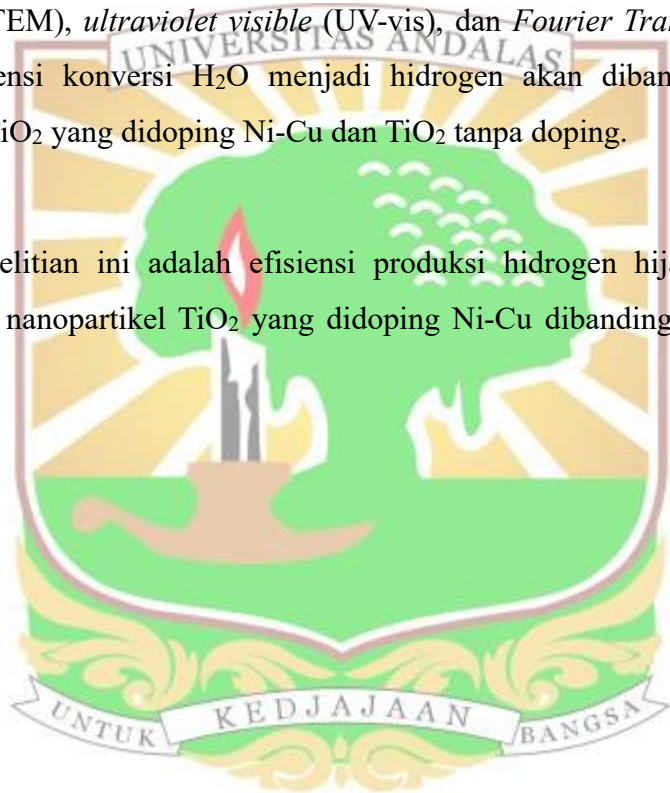 TEM), ultraviolet visible (UV-vis), dan Fourier Tran
UNIVERSITAS ANDALAS
ensi konversi H₂O menjadi hidrogen akan diban
TiO₂ yang didoping Ni-Cu dan TiO₂ tanpa doping.
elitian ini adalah efisiensi produksi hidrogen hij
nanopartikel TiO₂ yang didoping Ni-Cu dibanding
UNTUK KEDJAJAAN BANGSA